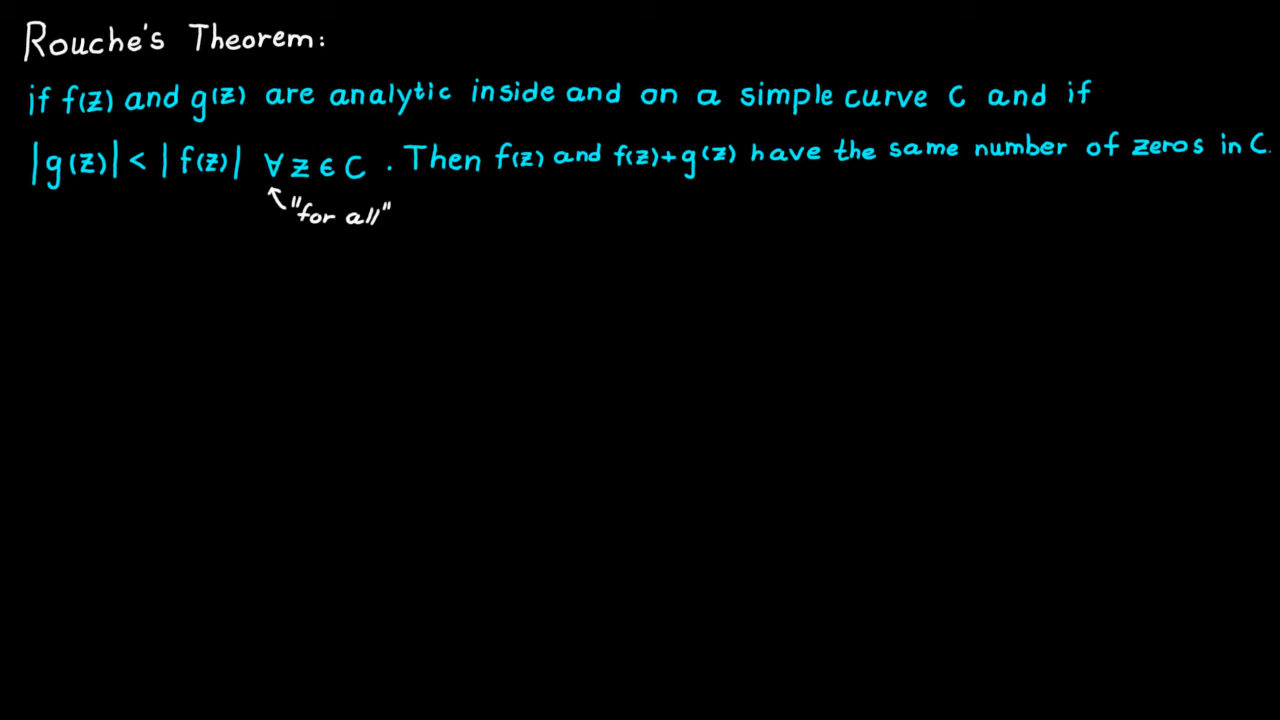 Rouche's Theorem:
if f(z) and g(z) are analytic inside and on a simple curve C and if
|g(z)| < |f(z)| ∀ z ∈ C . Then f(z) and f(z)+g(z) have the same number of zeros in C.
"for all"